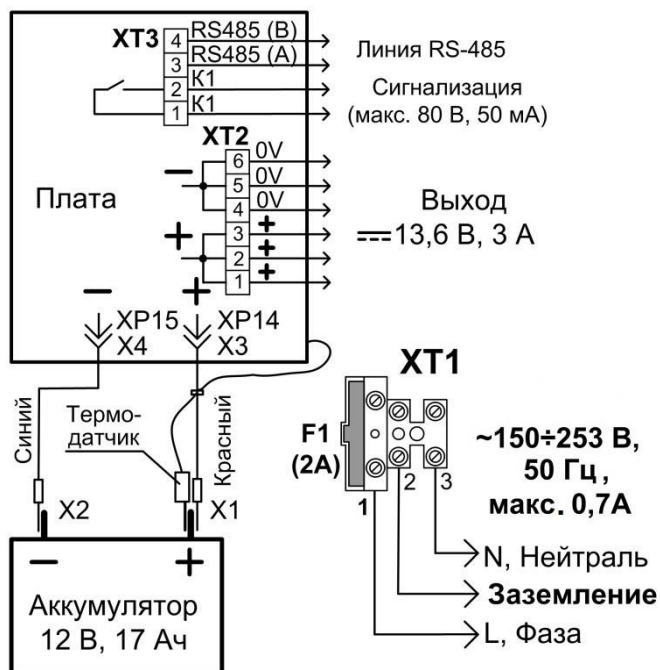 XT3
4 RS485 (B)
3 RS485 (A)
2 К1
1 К1
Линия RS-485
Сигнализация
(макс. 80 В, 50 мА)
XT2
6 0V
5 0V
4 0V
3 +
2 +
1 +
−
+
Плата
Выход
13,6 В, 3 А
− +
XP15 XP14
X4 X3
Синий
Термо-
датчик
Красный
X2 X1
− +
Аккумулятор
12 В, 17 Ач
XT1
F1
(2А)
1 2 3
~150÷253 В,
50 Гц,
макс. 0,7А
N, Нейтраль
Заземление
L, Фаза